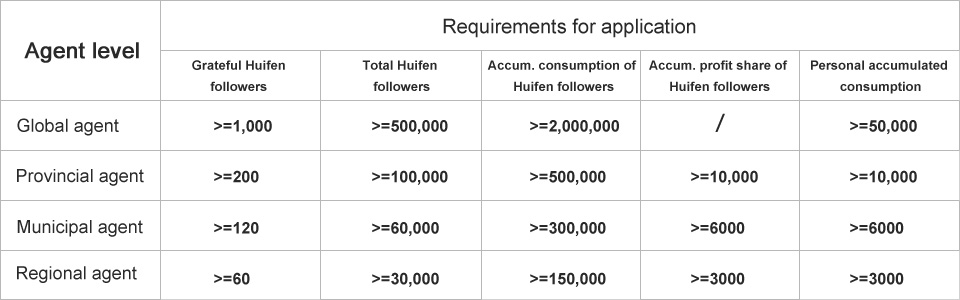 Agent level
Requirements for application
Grateful Huifen followers
Total Huifen followers
Accum. consumption of Huifen followers
Accum. profit share of Huifen followers
Personal accumulated consumption
Global agent >=1,000 >=500,000 >=2,000,000 / >=50,000
Provincial agent >=200 >=100,000 >=500,000 >=10,000 >=10,000
Municipal agent >=120 >=60,000 >=300,000 >=6000 >=6000
Regional agent >=60 >=30,000 >=150,000 >=3000 >=3000